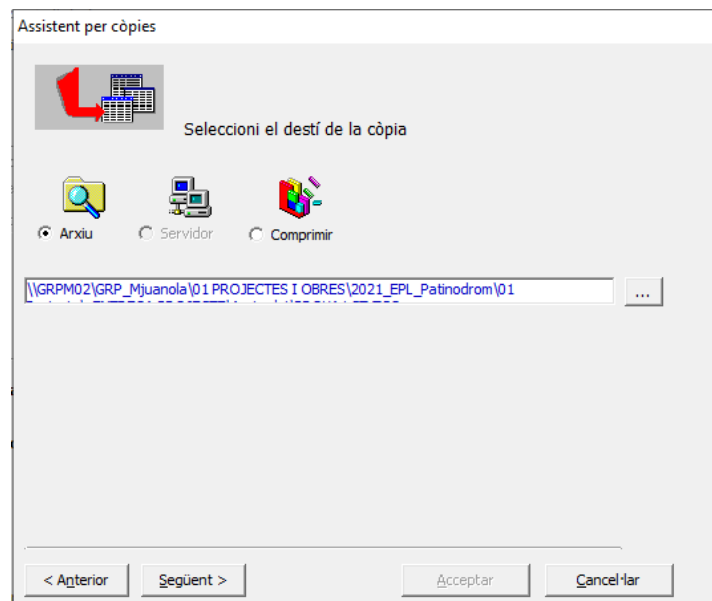 Assistent per còpies
Seleccioni el destí de la còpia
Arxiu
Servidor
Comprimir
\\GRPM02\GRP_Mjuanola\01 PROJECTES I OBRES\2021_EPL_Patinodrom\01
...
< Anterior
Següent >
Acceptar
Cancel·lar